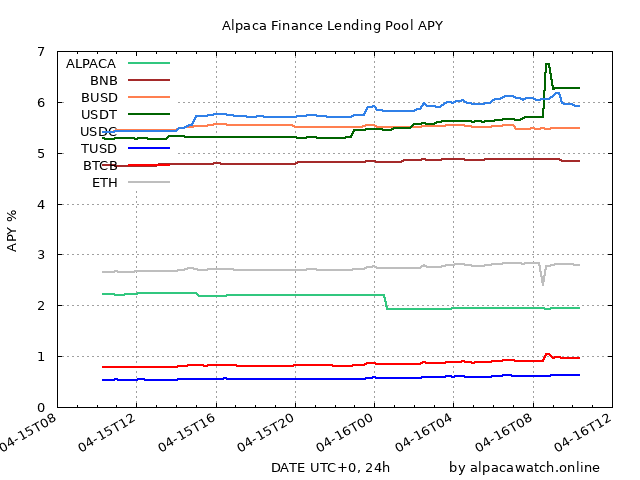 Alpaca Finance Lending Pool APY
7
6
5
4
3
2
1
0
APY %
ALPACA
BNB
BUSD
USDT
USDC
TUSD
BTCB
ETH
04-15T08
04-15T12
04-15T16
04-15T20
04-16T00
04-16T04
04-16T08
04-16T12
DATE UTC+0, 24h
by alpacawatch.online